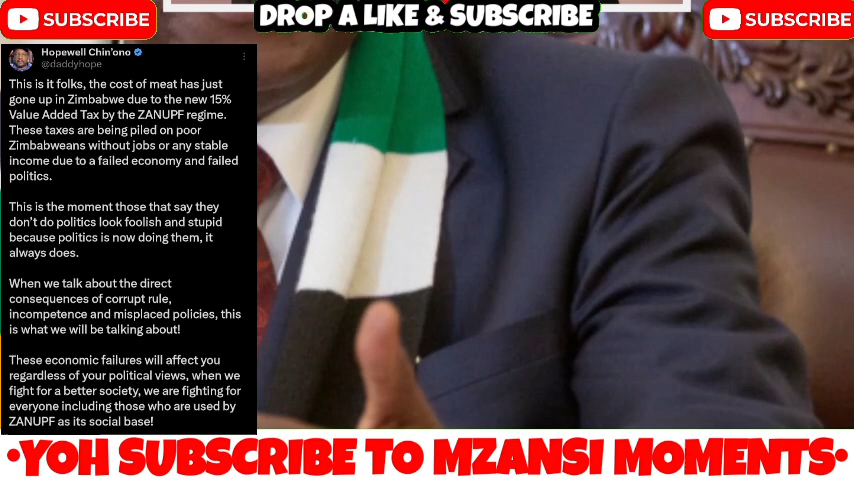 SUBSCRIBE
DROP A LIKE & SUBSCRIBE
SUBSCRIBE
Hopewell Chin'ono
@daddyhope
This is it folks, the cost of meat has just
gone up in Zimbabwe due to the new 15%
Value Added Tax by the ZANUPF regime.
These taxes are being piled on poor
Zimbabweans without jobs or any stable
income due to a failed economy and failed
politics.
This is the moment those that say they
don't do politics look foolish and stupid
because politics is now doing them, it
always does.
When we talk about the direct
consequences of corrupt rule,
incompetence and misplaced policies, this
is what we will be talking about!
These economic failures will affect you
regardless of your political views, when we
fight for a better society, we are fighting for
everyone including those who are used by
ZANUPF as its social base!
•YOH SUBSCRIBE TO MZANSI MOMENTS•